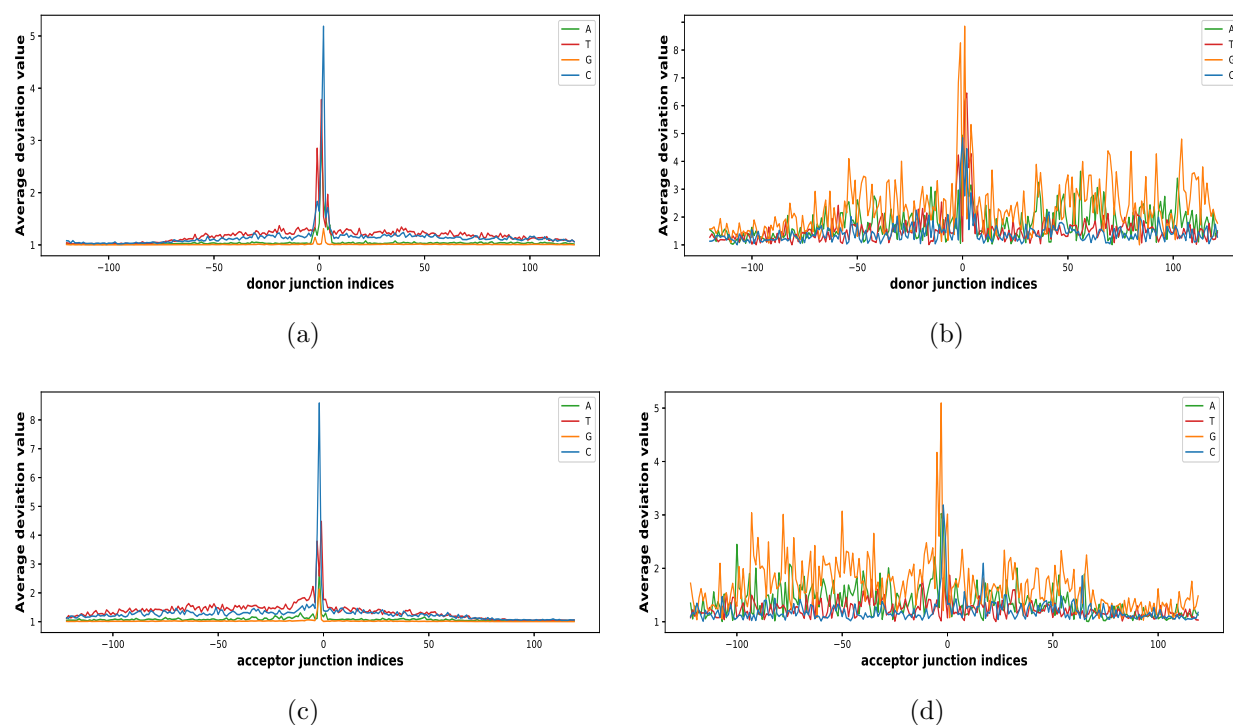 Average deviation value
5
4
3
2
1
−100
−50
0
50
100
donor junction indices
A
T
G
C
(a)
Average deviation value
8
7
6
5
4
3
2
1
−100
−50
0
50
100
donor junction indices
A
T
G
C
(b)
Average deviation value
8
7
6
5
4
3
2
1
−100
−50
0
50
100
acceptor junction indices
A
T
G
C
(c)
Average deviation value
5
4
3
2
1
−100
−50
0
50
100
acceptor junction indices
A
T
G
C
(d)